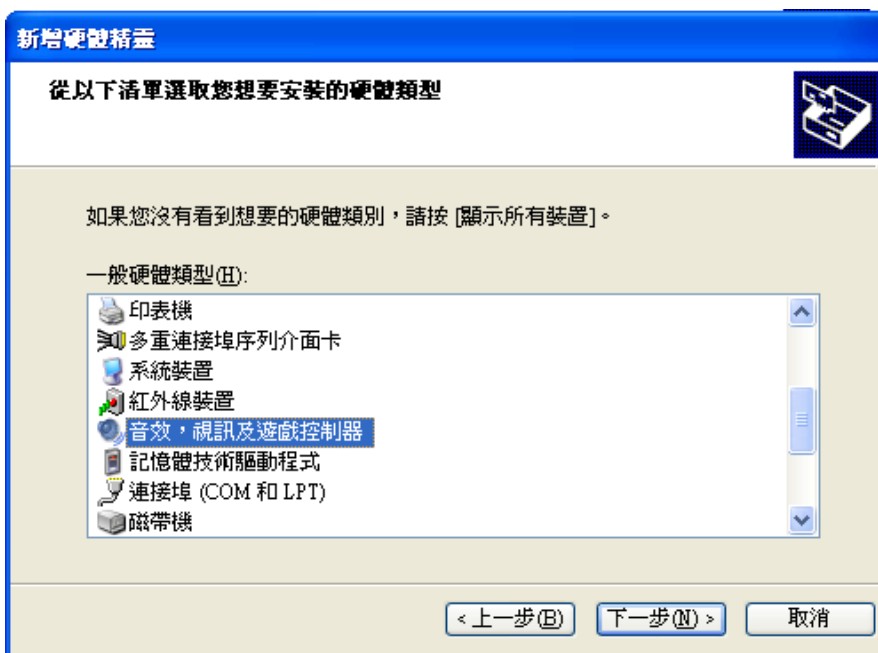 新增硬體精靈
從以下清單選取您想要安裝的硬體類型
如果您沒有看到想要的硬體類別，請按 [顯示所有裝置]。
一般硬體類型(H):
印表機
多重連接埠序列介面卡
系統裝置
紅外線裝置
音效，視訊及遊戲控制器
記憶體技術驅動程式
連接埠 (COM 和 LPT)
磁帶機
< 上一步(B) 下一步(N) > 取消